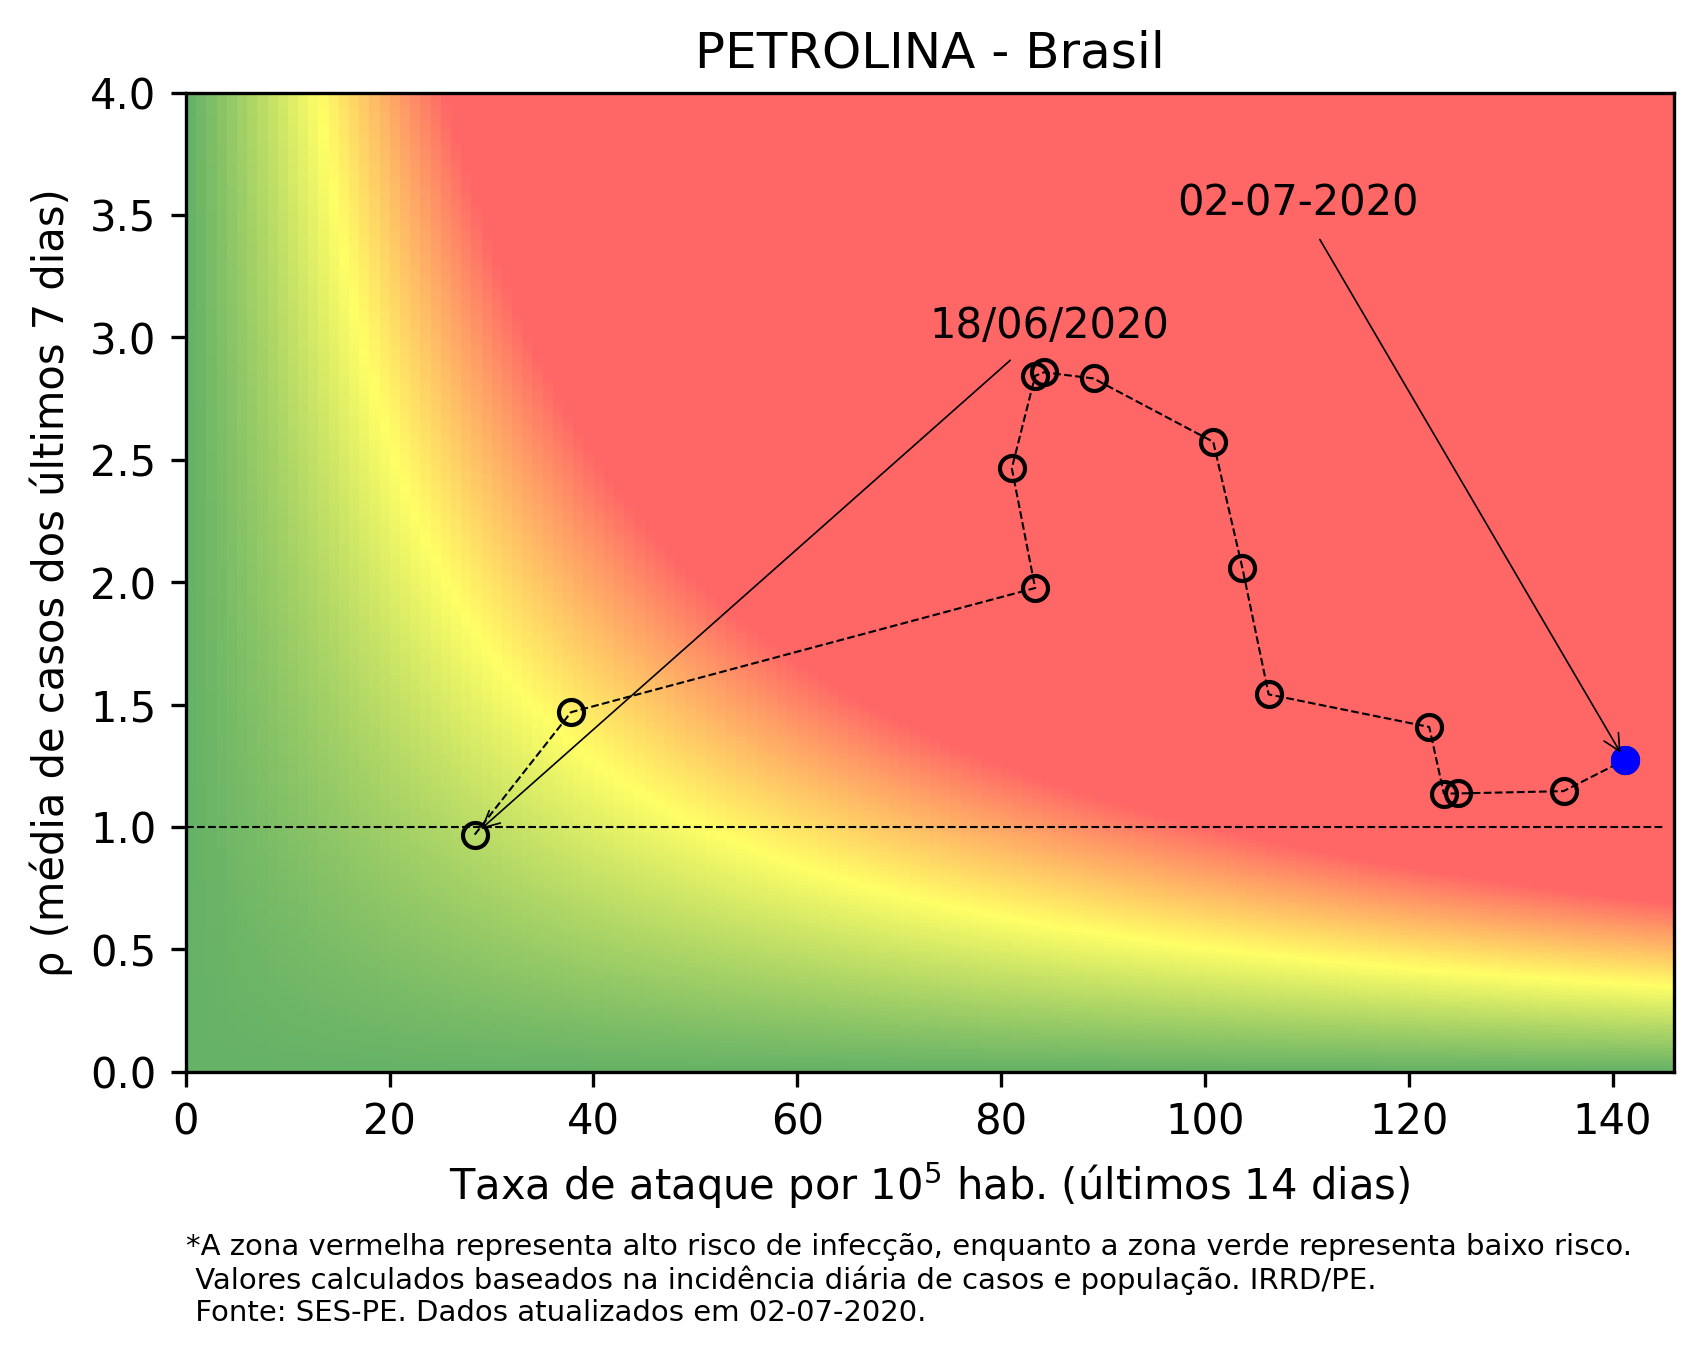 PETROLINA - Brasil
4.0
3.5
3.0
2.5
2.0
1.5
1.0
0.5
0.0
ρ (média de casos dos últimos 7 dias)
02-07-2020
18/06/2020
0 20 40 60 80 100 120 140
Taxa de ataque por 10⁵ hab. (últimos 14 dias)
*A zona vermelha representa alto risco de infecção, enquanto a zona verde representa baixo risco.
Valores calculados baseados na incidência diária de casos e população. IRRD/PE.
Fonte: SES-PE. Dados atualizados em 02-07-2020.